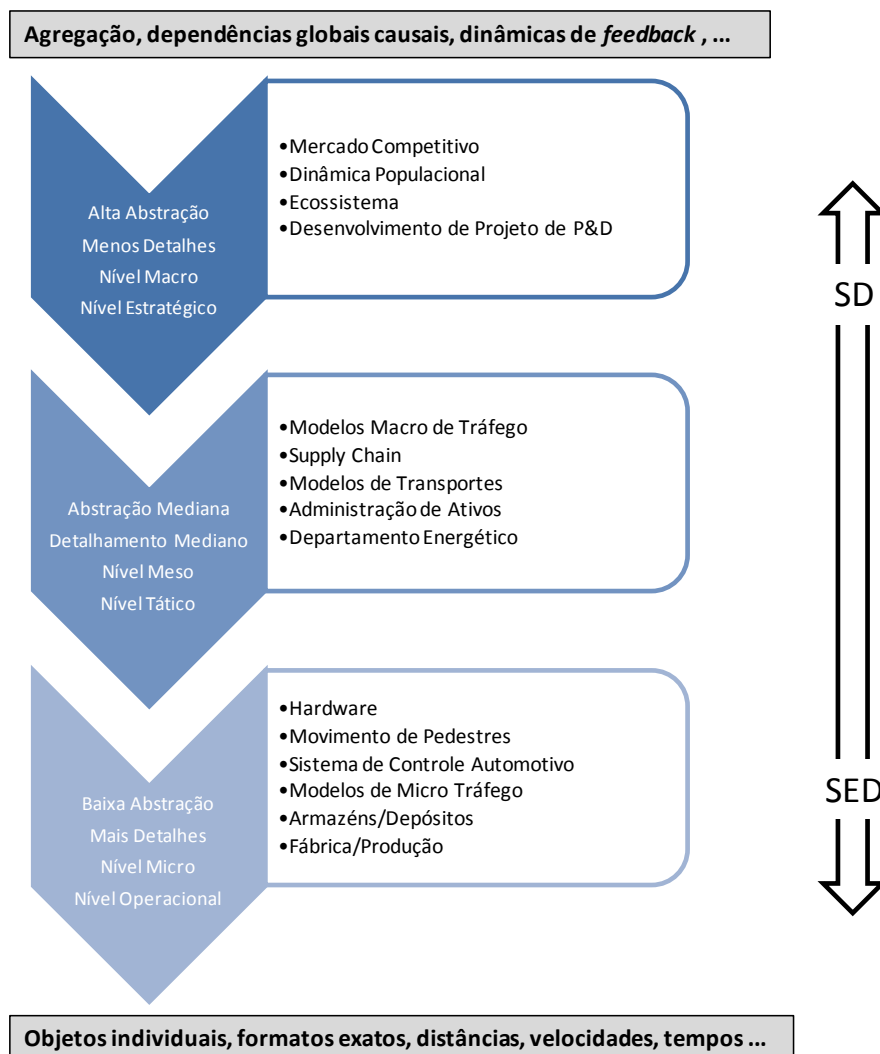 Agregação, dependências globais causais, dinâmicas de feedback , ...
Alta Abstração
Menos Detalhes
Nível Macro
Nível Estratégico
•Mercado Competitivo
•Dinâmica Populacional
•Ecossistema
•Desenvolvimento de Projeto de P&D
SD
Abstração Mediana
Detalhamento Mediano
Nível Meso
Nível Tático
•Modelos Macro de Tráfego
•Supply Chain
•Modelos de Transportes
•Administração de Ativos
•Departamento Energético
Baixa Abstração
Mais Detalhes
Nível Micro
Nível Operacional
•Hardware
•Movimento de Pedestres
•Sistema de Controle Automotivo
•Modelos de Micro Tráfego
•Armazéns/Depósitos
•Fábrica/Produção
SED
Objetos individuais, formatos exatos, distâncias, velocidades, tempos ...